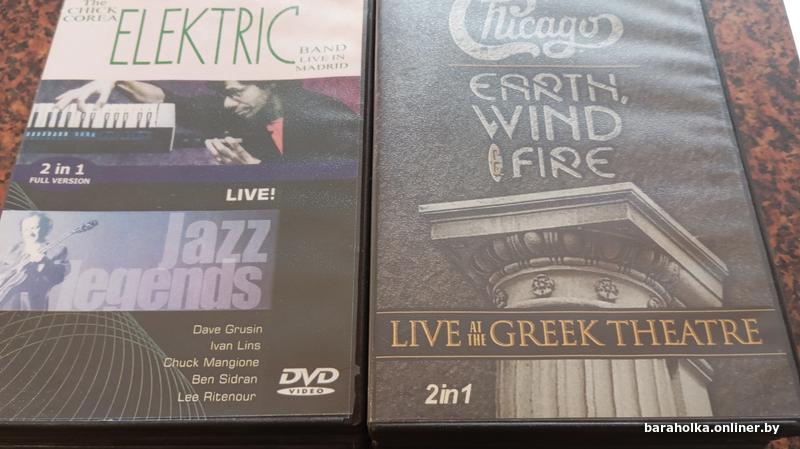 The
CHICK
COREA
ELEKTRIC
BAND
LIVE IN
MADRID
2 in 1
FULL VERSION
LIVE!
Jazz
legends
Dave Grusin
Ivan Lins
Chuck Mangione
Ben Sidran
Lee Ritenour
DVD
VIDEO
Chicago
EARTH,
WIND
& FIRE
LIVE AT THE GREEK THEATRE
2in1
baraholka.onliner.by